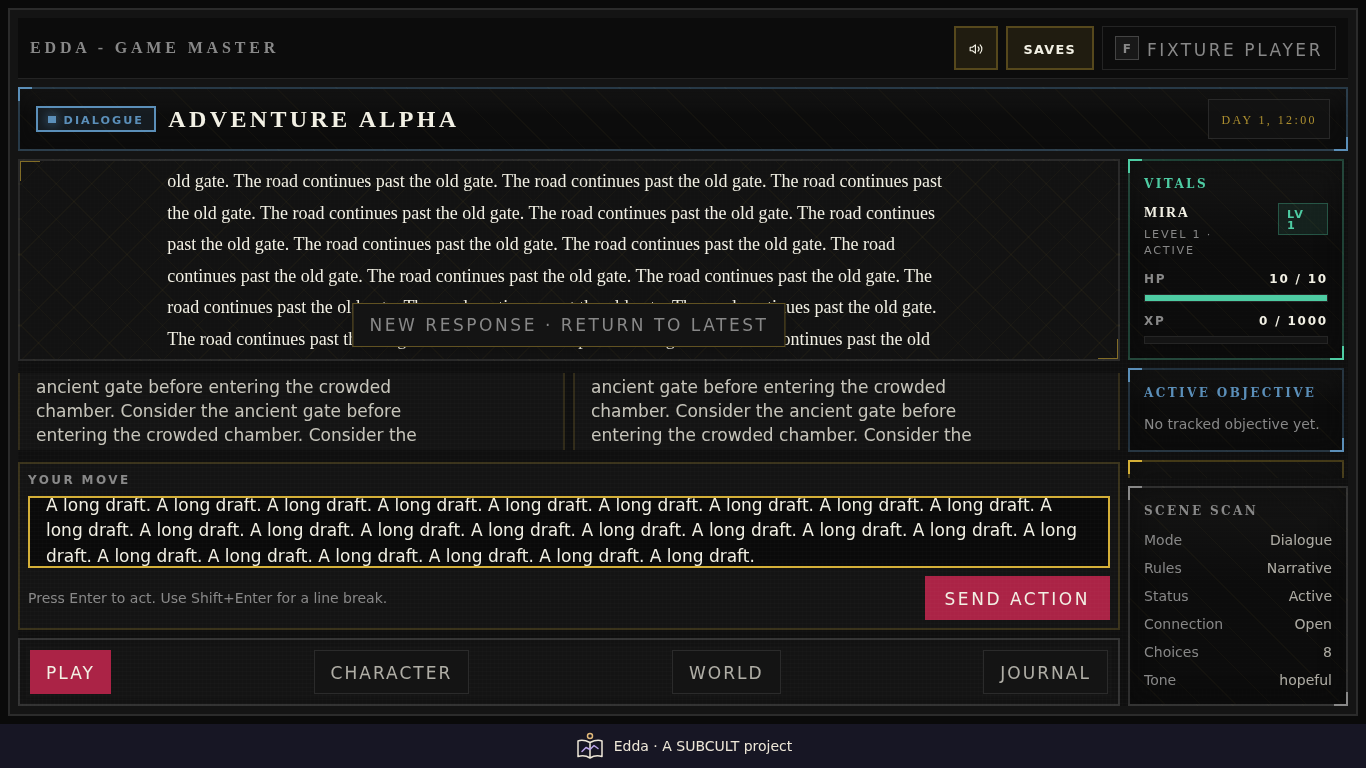 EDDA - GAME MASTER
SAVES
F FIXTURE PLAYER
DIALOGUE
ADVENTURE ALPHA
DAY 1, 12:00
old gate. The road continues past the old gate. The road continues past the old gate. The road continues past
the old gate. The road continues past the old gate. The road continues past the old gate. The road continues
past the old gate. The road continues past the old gate. The road continues past the old gate. The road
continues past the old gate. The road continues past the old gate. The road continues past the old gate. The
road continues past the old gate.
The road continues past the old
NEW RESPONSE · RETURN TO LATEST
ancient gate before entering the crowded
chamber. Consider the ancient gate before
entering the crowded chamber. Consider the
ancient gate before entering the crowded
chamber. Consider the ancient gate before
entering the crowded chamber. Consider the
YOUR MOVE
A long draft. A long draft. A long draft. A long draft. A long draft. A long draft. A long draft. A long draft. A long draft. A
long draft. A long draft. A long draft. A long draft. A long draft. A long draft. A long draft. A long draft. A long draft. A long
draft. A long draft. A long draft. A long draft. A long draft. A long draft. A long draft.
Press Enter to act. Use Shift+Enter for a line break.
SEND ACTION
PLAY
CHARACTER
WORLD
JOURNAL
VITALS
MIRA
LV
1
LEVEL 1 ·
ACTIVE
HP 10 / 10
XP 0 / 1000
ACTIVE OBJECTIVE
No tracked objective yet.
SCENE SCAN
Mode Dialogue
Rules Narrative
Status Active
Connection Open
Choices 8
Tone hopeful
Edda · A SUBCULT project